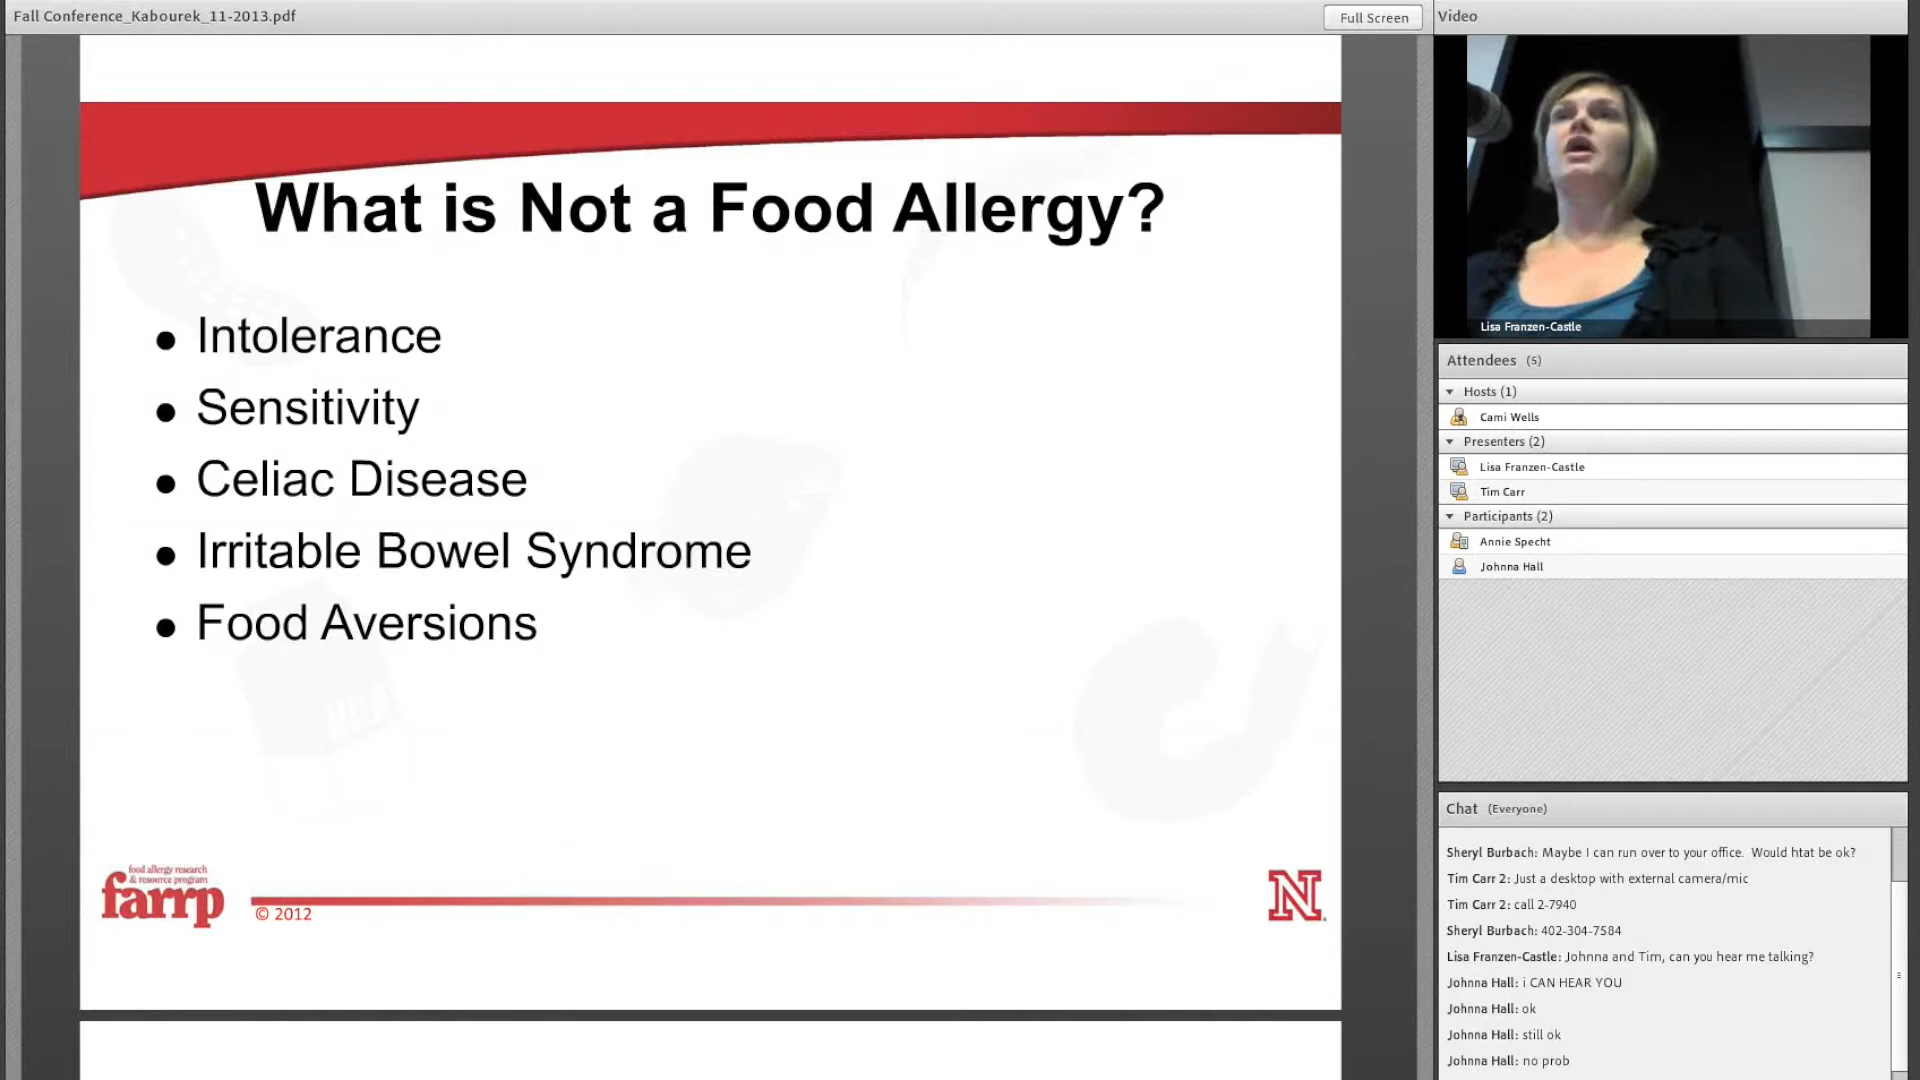 Fall Conference_Kabourek_11-2013.pdf
Full Screen
Video
What is Not a Food Allergy?
● Intolerance
● Sensitivity
● Celiac Disease
● Irritable Bowel Syndrome
● Food Aversions
food allergy research
& resource program
farrp
© 2012
N
Lisa Franzen-Castle
Attendees (5)
Hosts (1)
Cami Wells
Presenters (2)
Lisa Franzen-Castle
Tim Carr
Participants (2)
Annie Specht
Johnna Hall
Chat (Everyone)
Sheryl Burbach: Maybe I can run over to your office. Would htat be ok?
Tim Carr 2: Just a desktop with external camera/mic
Tim Carr 2: call 2-7940
Sheryl Burbach: 402-304-7584
Lisa Franzen-Castle: Johnna and Tim, can you hear me talking?
Johnna Hall: i CAN HEAR YOU
Johnna Hall: ok
Johnna Hall: still ok
Johnna Hall: no prob